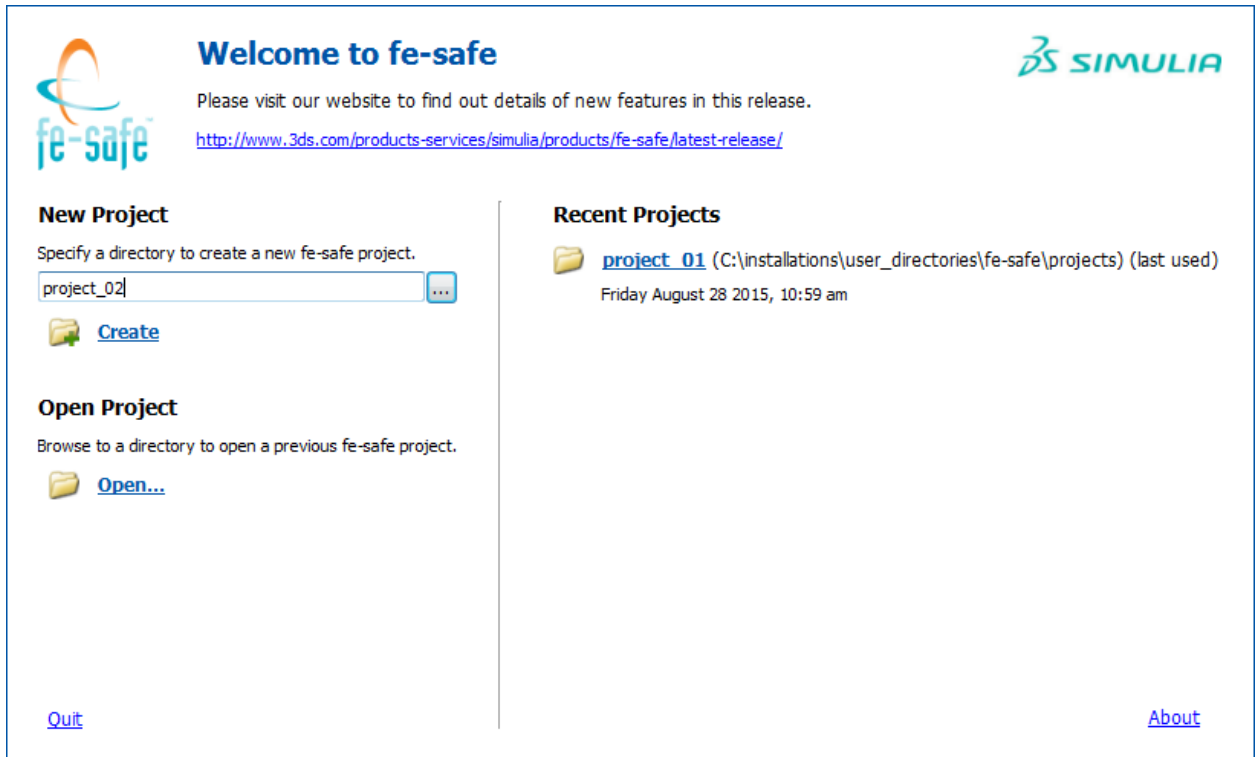 fe-safe™
Welcome to fe-safe
Please visit our website to find out details of new features in this release.
http://www.3ds.com/products-services/simulia/products/fe-safe/latest-release/
3DS SIMULIA
New Project
Specify a directory to create a new fe-safe project.
project_02
...
Create
Open Project
Browse to a directory to open a previous fe-safe project.
Open...
Recent Projects
project_01 (C:\installations\user_directories\fe-safe\projects) (last used)
Friday August 28 2015, 10:59 am
Quit
About